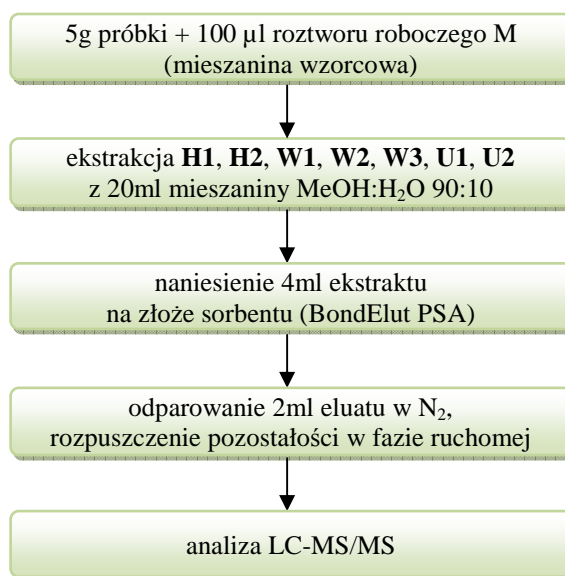 5g próbki + 100 µl roztworu roboczego M
(mieszanina wzorcowa)
ekstrakcja H1, H2, W1, W2, W3, U1, U2
z 20ml mieszaniny MeOH:H₂O 90:10
naniesienie 4ml ekstraktu
na złoże sorbentu (BondElut PSA)
odparowanie 2ml eluatu w N₂,
rozpuszczenie pozostałości w fazie ruchomej
analiza LC-MS/MS